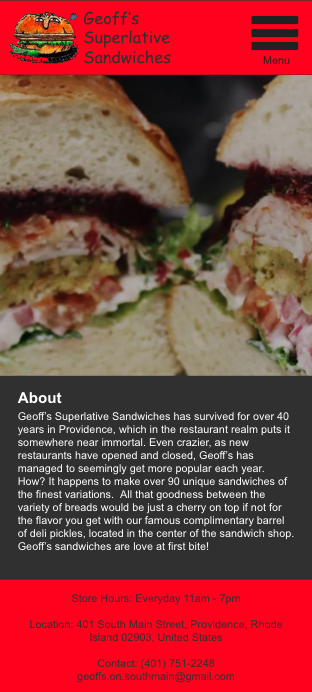 Geoff's
Superlative
Sandwiches
Menu
About
Geoff's Superlative Sandwiches has survived for over 40
years in Providence, which in the restaurant realm puts it
somewhere near immortal. Even crazier, as new
restaurants have opened and closed, Geoff's has
managed to seemingly get more popular each year.
How? It happens to make over 90 unique sandwiches of
the finest variations.  All that goodness between the
variety of breads would be just a cherry on top if not for
the flavor you get with our famous complimentary barrel
of deli pickles, located in the center of the sandwich shop.
Geoff's sandwiches are love at first bite!
Store Hours: Everyday 11am - 7pm
Location: 401 South Main Street, Providence, Rhode
Island 02903, United States
Contact: (401) 751-2248
geoffs.on.southmain@gmail.com